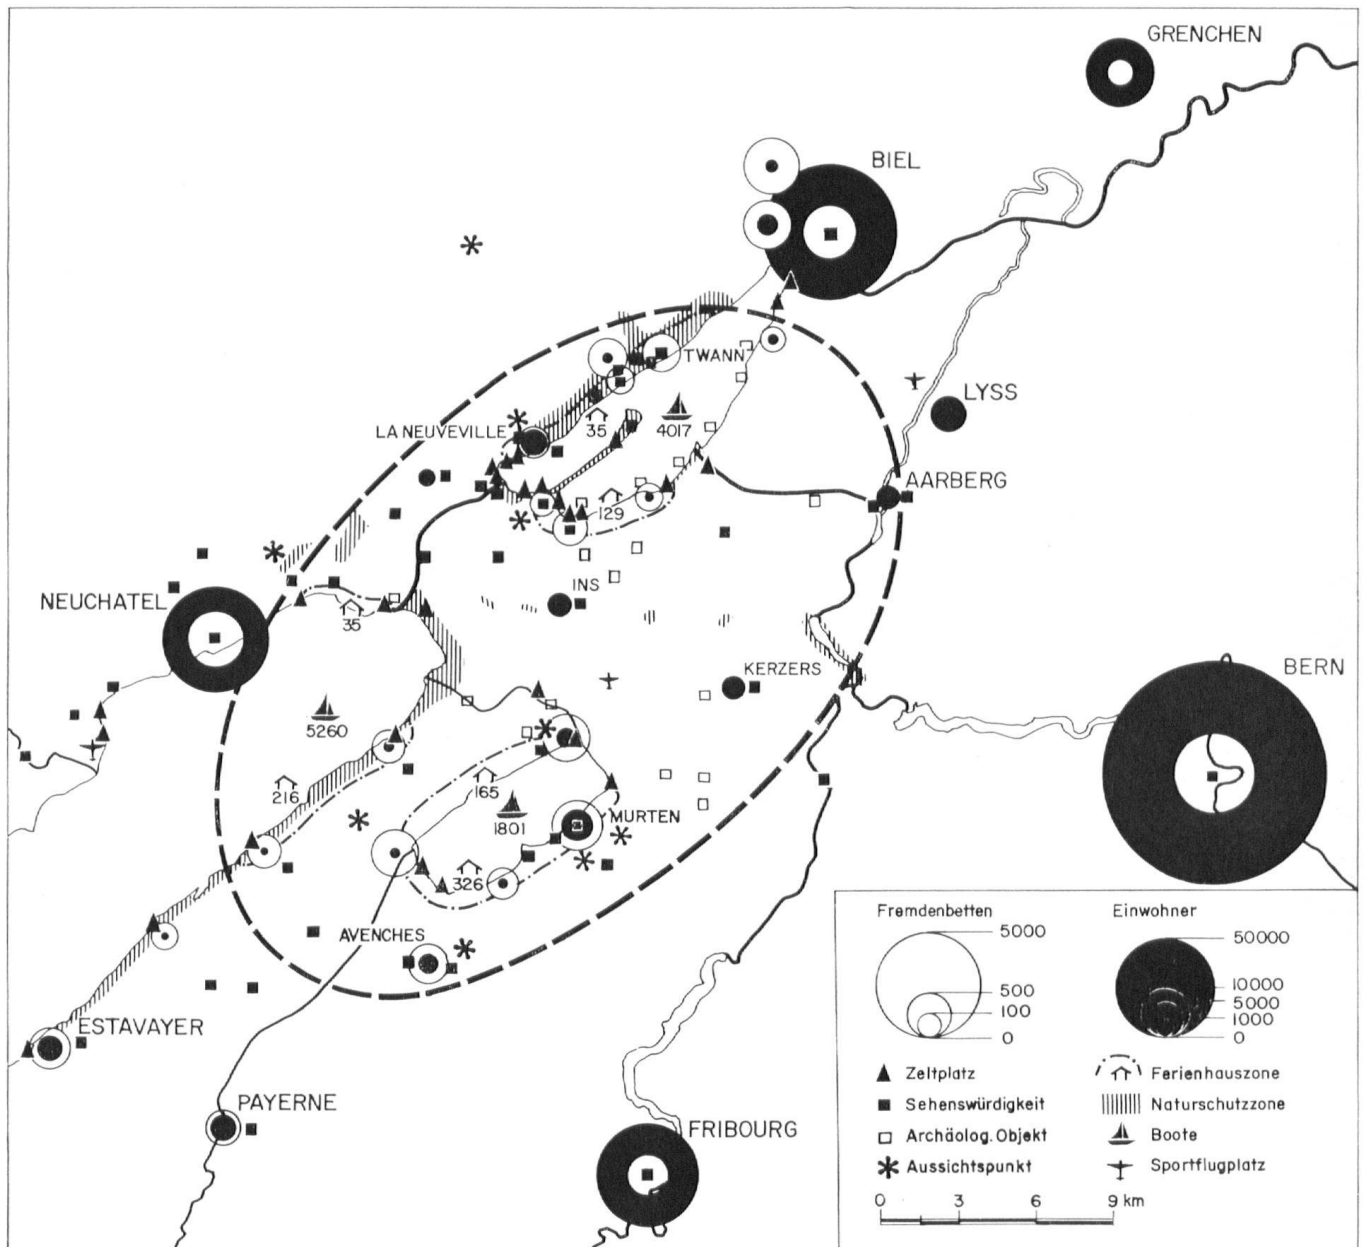 GRENCHEN
BIEL
TWANN
LYSS
LA NEUVEVILLE
35
4017
AARBERG
129
INS
NEUCHATEL
35
KERZERS
BERN
5260
216
165
1801
MURTEN
326
AVENCHES
ESTAVAYER
PAYERNE
FRIBOURG
Fremdenbetten
5000
500
100
0
Einwohner
50000
10000
5000
1000
0
Zeltplatz
Sehenswürdigkeit
Archäolog. Objekt
Aussichtspunkt
Ferienhauszone
Naturschutzzone
Boote
Sportflugplatz
0 3 6 9 km